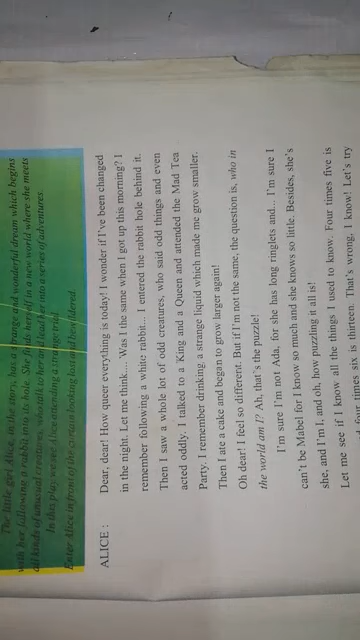 The little girl Alice, in the story, has a strange and wonderful dream which begins
with her following a rabbit into its hole. She finds herself in a new world where she meets
all kinds of unusual creatures who talk to her and lead her into a series of adventures.
In this play we see Alice attending a strange trial.
Enter Alice in front of the curtain looking lost and bewildered.
ALICE : Dear, dear! How queer everything is today! I wonder if I've been changed
in the night. Let me think.... Was I the same when I got up this morning? I
remember following a white rabbit... I entered the rabbit hole behind it.
Then I saw a whole lot of odd creatures, who said odd things and even
acted oddly. I talked to a King and a Queen and attended the Mad Tea
Party. I remember drinking, a strange liquid which made me grow smaller.
Then I ate a cake and began to grow larger again!
Oh dear! I feel so different. But if I'm not the same, the question is, who in
the world am I? Ah, that's the puzzle!
I'm sure I'm not Ada, for she has long ringlets and... I'm sure I
can't be Mabel for I know so much and she knows so little. Besides, she's
she, and I'm I, and oh, how puzzling it all is!
Let me see if I know all the things I used to know. Four times five is
four times six is thirteen. That's wrong, I know! Let's try